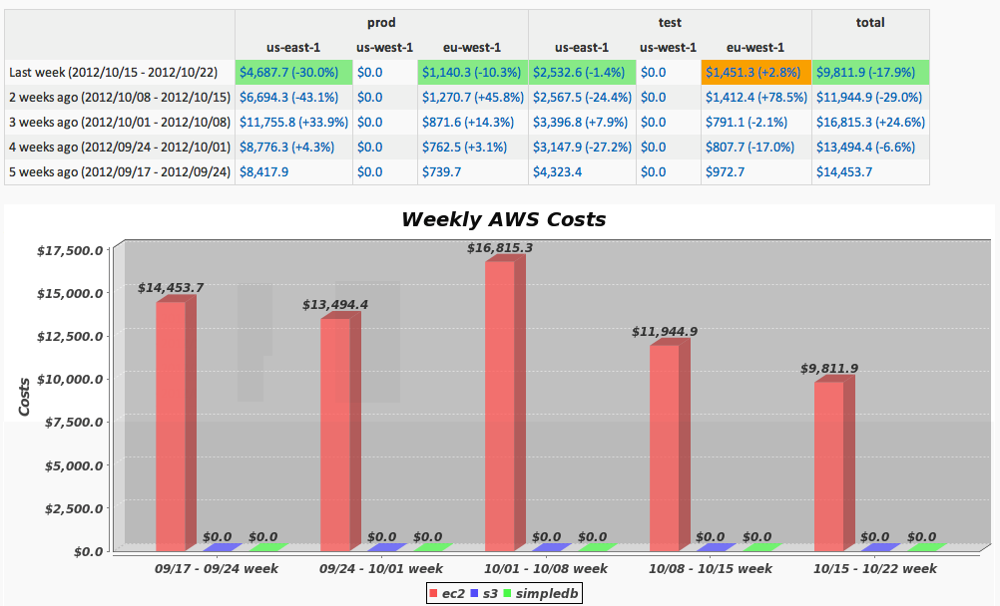 prod test total
us-east-1 us-west-1 eu-west-1 us-east-1 us-west-1 eu-west-1
Last week (2012/10/15 - 2012/10/22) $4,687.7 (-30.0%) $0.0 $1,140.3 (-10.3%) $2,532.6 (-1.4%) $0.0 $1,451.3 (+2.8%) $9,811.9 (-17.9%)
2 weeks ago (2012/10/08 - 2012/10/15) $6,694.3 (-43.1%) $0.0 $1,270.7 (+45.8%) $2,567.5 (-24.4%) $0.0 $1,412.4 (+78.5%) $11,944.9 (-29.0%)
3 weeks ago (2012/10/01 - 2012/10/08) $11,755.8 (+33.9%) $0.0 $871.6 (+14.3%) $3,396.8 (+7.9%) $0.0 $791.1 (-2.1%) $16,815.3 (+24.6%)
4 weeks ago (2012/09/24 - 2012/10/01) $8,776.3 (+4.3%) $0.0 $762.5 (+3.1%) $3,147.9 (-27.2%) $0.0 $807.7 (-17.0%) $13,494.4 (-6.6%)
5 weeks ago (2012/09/17 - 2012/09/24) $8,417.9 $0.0 $739.7 $4,323.4 $0.0 $972.7 $14,453.7
Weekly AWS Costs
$17,500.0
$15,000.0
$12,500.0
$10,000.0
$7,500.0
$5,000.0
$2,500.0
$0.0
Costs
$14,453.7 $0.0 $0.0
$13,494.4 $0.0 $0.0
$16,815.3 $0.0 $0.0
$11,944.9 $0.0 $0.0
$9,811.9 $0.0 $0.0
09/17 - 09/24 week 09/24 - 10/01 week 10/01 - 10/08 week 10/08 - 10/15 week 10/15 - 10/22 week
ec2 s3 simpledb